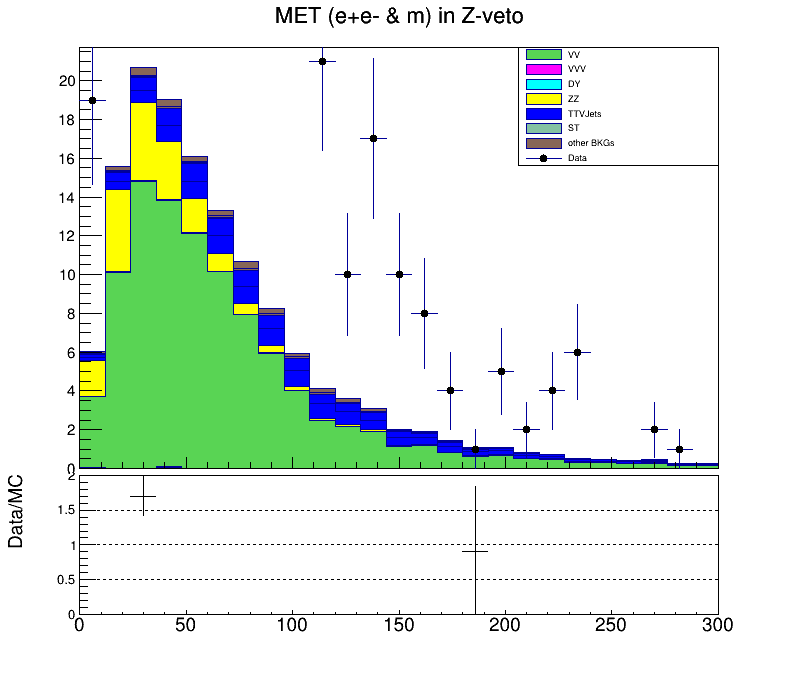 MET (e+e- & m) in Z-veto
20
18
16
14
12
10
8
6
4
2
0
VV
VVV
DY
ZZ
TTVJets
ST
other BKGs
Data
Data/MC
2
1.5
1
0.5
0
0 50 100 150 200 250 300